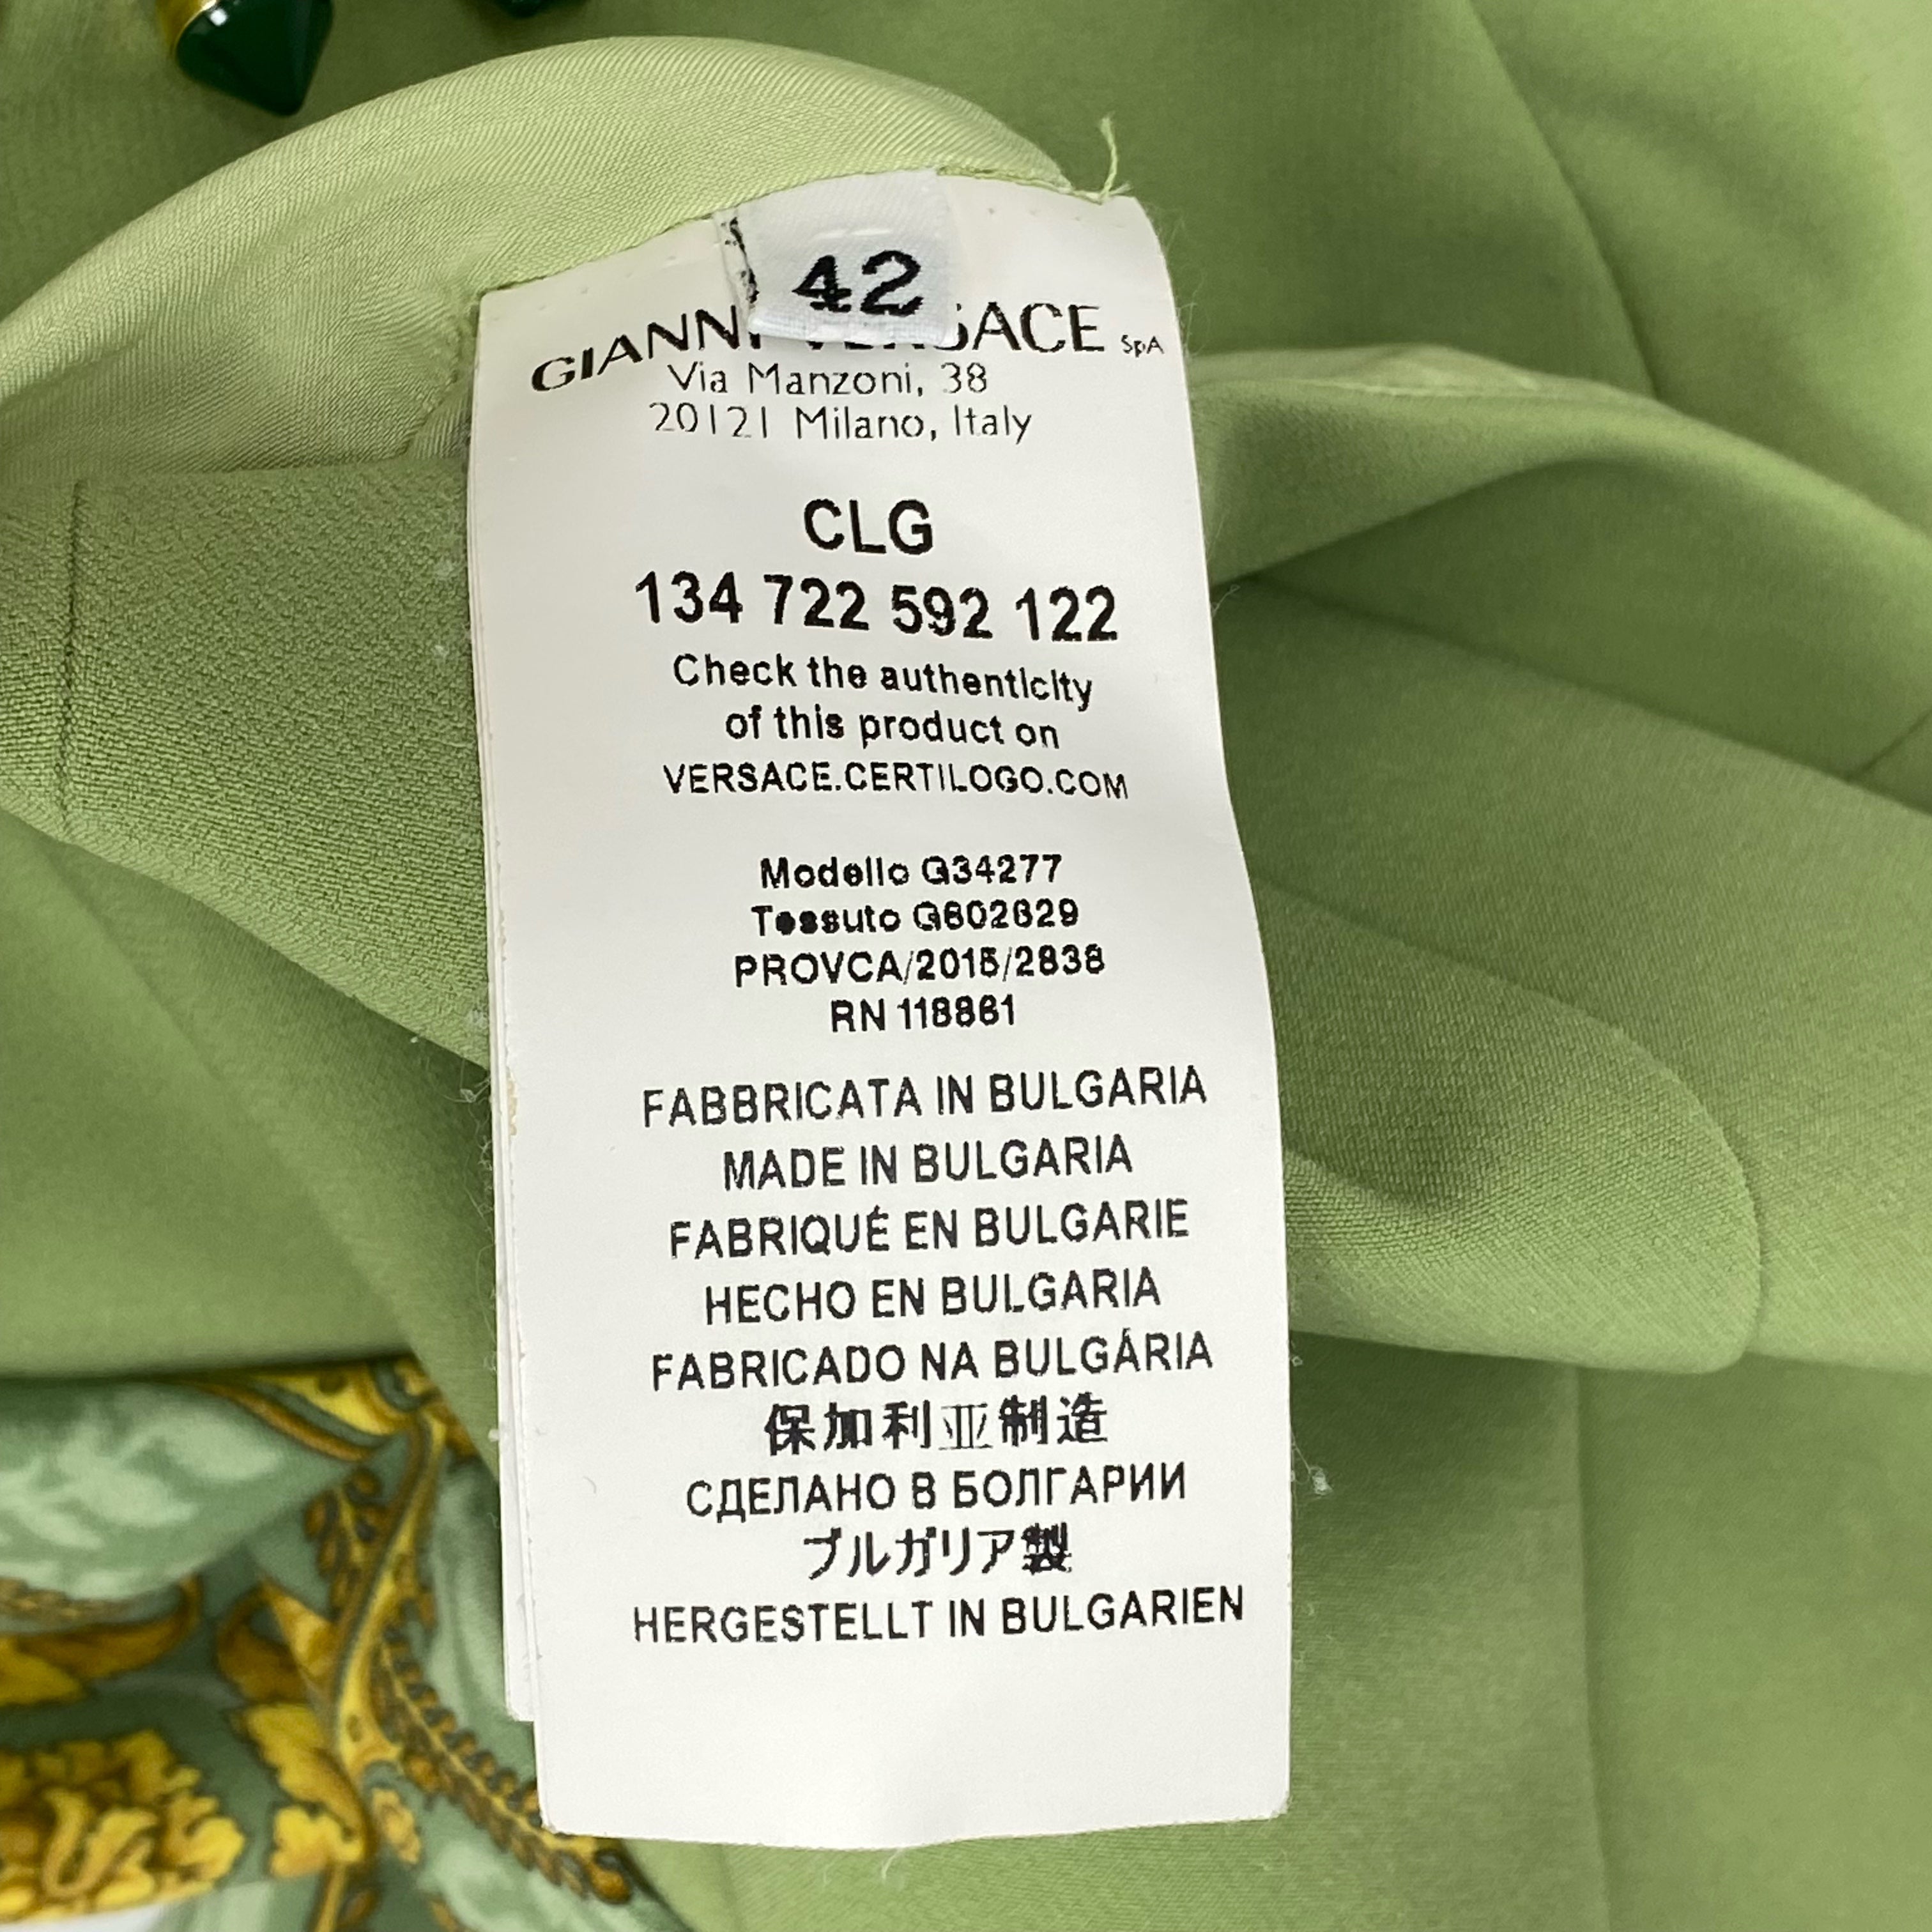 42
GIANNI VERSACE SpA
Via Manzoni, 38
20121 Milano, Italy
CLG
134 722 592 122
Check the authenticity
of this product on
VERSACE.CERTILOGO.COM
Modello G34277
Tessuto G602629
PROVCA/2015/2838
RN 118861
FABBRICATA IN BULGARIA
MADE IN BULGARIA
FABRIQUÉ EN BULGARIE
HECHO EN BULGARIA
FABRICADO NA BULGÁRIA
保加利亚制造
СДЕЛАНО В БОЛГАРИИ
ブルガリア製
HERGESTELLT IN BULGARIEN